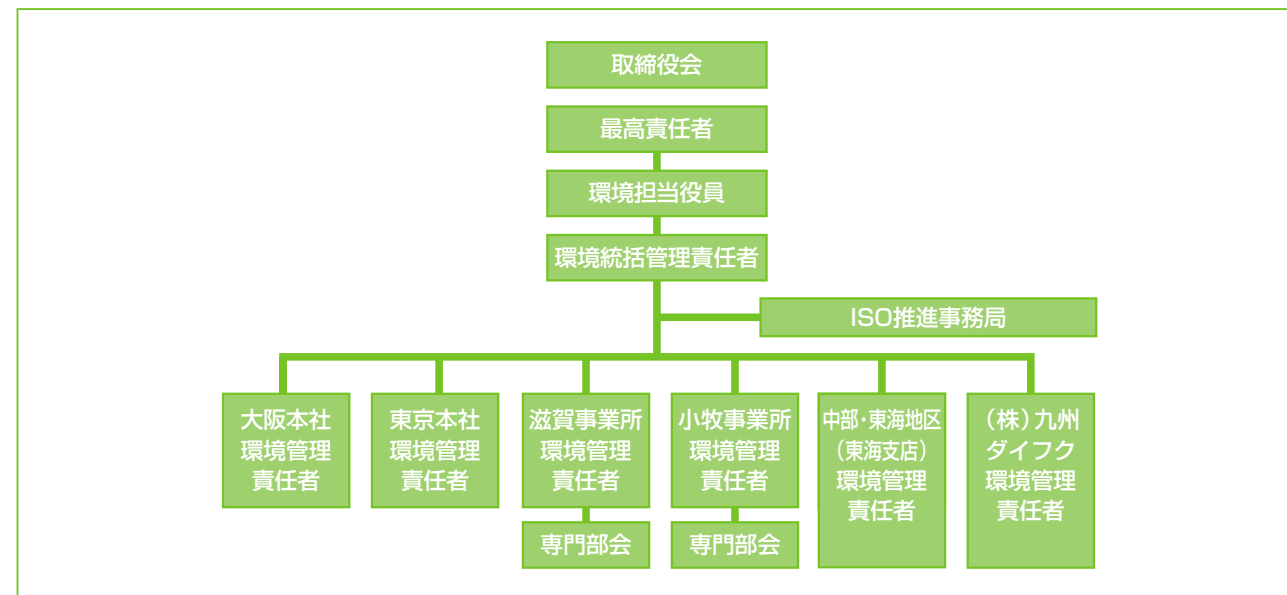 取締役会
最高責任者
環境担当役員
環境統括管理責任者
ISO推進事務局
大阪本社
環境管理
責任者
東京本社
環境管理
責任者
滋賀事業所
環境管理
責任者
専門部会
小牧事業所
環境管理
責任者
専門部会
中部・東海地区
（東海支店）
環境管理
責任者
（株）九州
ダイフク
環境管理
責任者